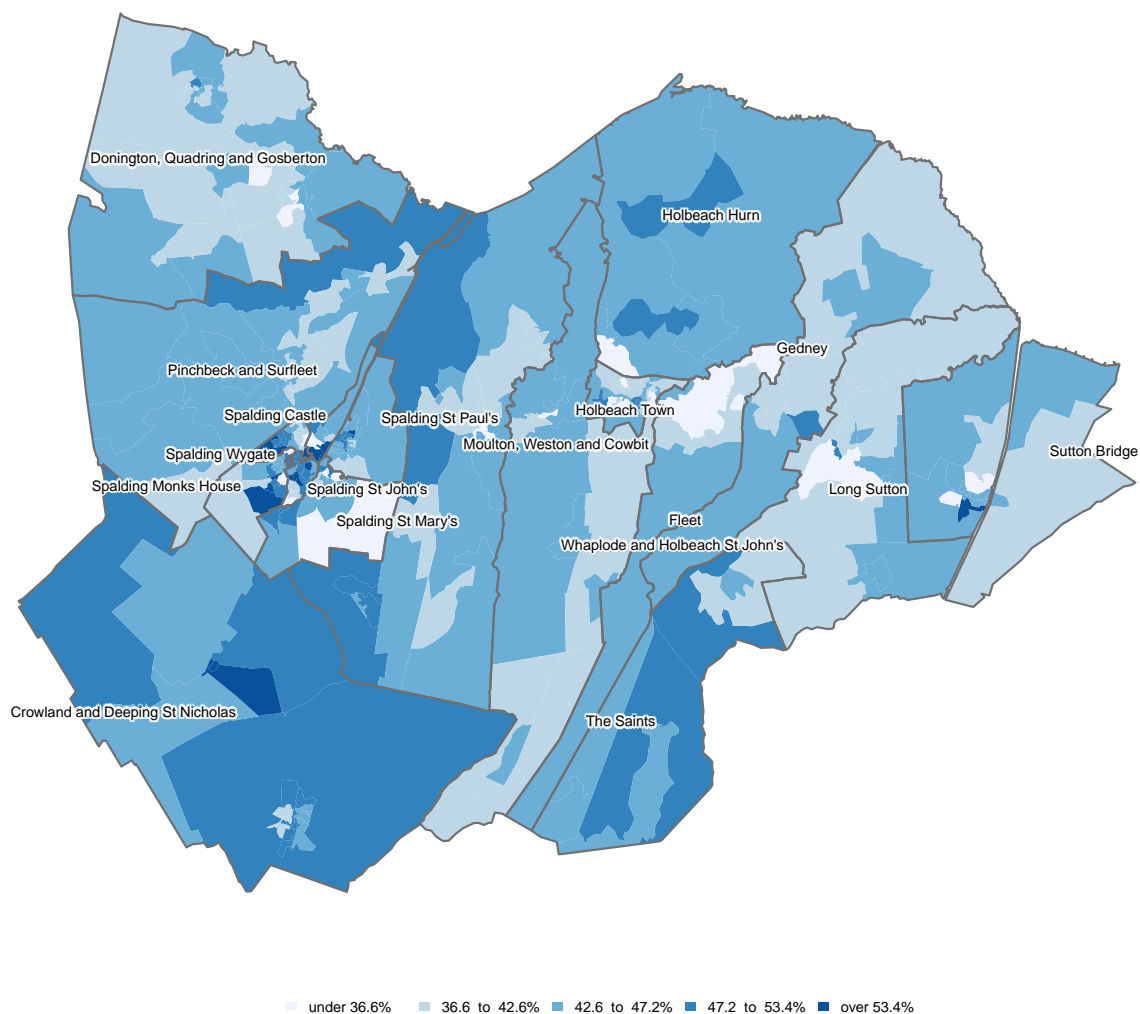 Donington, Quadring and Gosberton
Holbeach Hurn
Gedney
Pinchbeck and Surfleet
Spalding Castle
Holbeach Town
Spalding St Paul's
Moulton, Weston and Cowbit
Spalding Wygate
Sutton Bridge
Spalding Monks House
Spalding St John's
Long Sutton
Spalding St Mary's
Fleet
Whaplode and Holbeach St John's
Crowland and Deeping St Nicholas
The Saints
under 36.6%
36.6 to 42.6%
42.6 to 47.2%
47.2 to 53.4%
over 53.4%